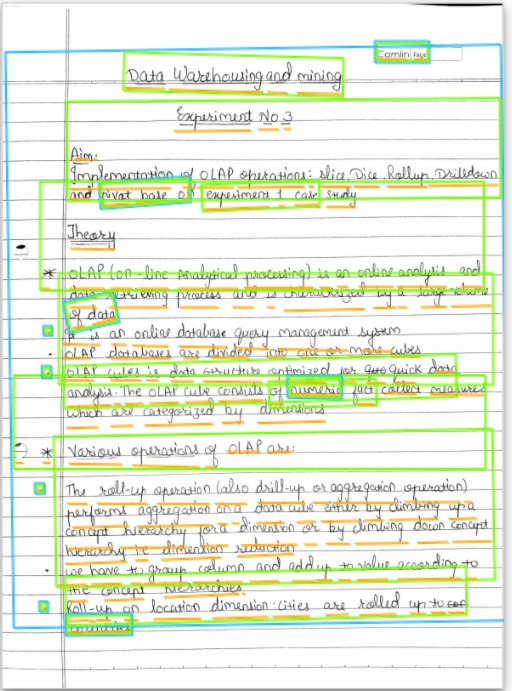 Camlin Page
Data Warehousing and mining
Experiment No 3
Aim:
Implementation of OLAP operations: slice, Dice, Rollup, Drilldown
and pivot base of experiment 1 case study
Theory
* OLAP (on-line Analytical processing) is an online analysis and
data retrieving process and is characterized by a large volume
of data
It is an online database query management system
• OLAP databases are divided into one or more cubes
OLAP cubes is data structure optimized for quick data
analysis. The OLAP cube consists of numeric fact collect measures
which are categorized by dimensions
* Various operations of OLAP are:
The roll-up operation (also drill-up or aggregation operation)
performs aggregation on a data cube either by climbing up a
concept hierarchy for a dimension or by climbing down concept
hierarchy i.e dimension reduction
• we have to group column and add up to value according to
the concept hierarchies
Roll-up on location dimension: cities are rolled up to
countries